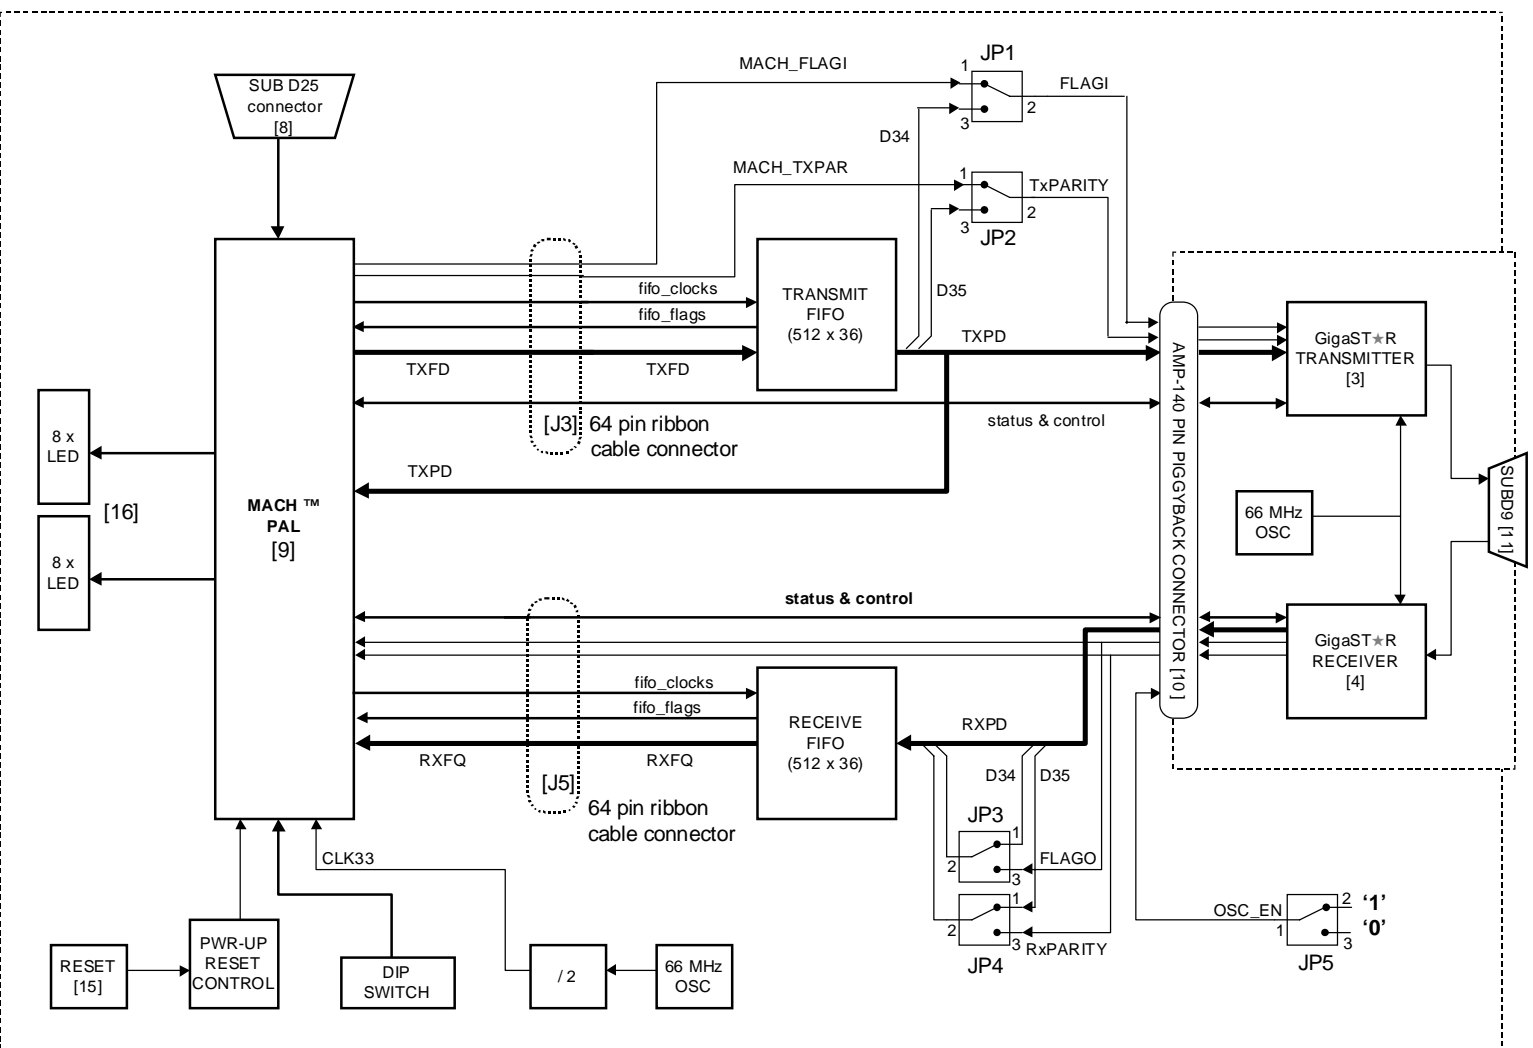 JP1
MACH_FLAGI
1
FLAGI
2
3
SUB D25
connector
[8]
D34
MACH_TXPAR
1
TxPARITY
2
3
JP2
D35
fifo_clocks
fifo_flags
TRANSMIT
FIFO
(512 x 36)
TXPD
TXFD
TXFD
GigaST★R
TRANSMITTER
[3]
[J3]
64 pin ribbon
cable connector
status & control
AMP-140 PIN PIGGYBACK CONNECTOR [10 ]
8 x
LED
TXPD
MACH ™
PAL
[9]
[16]
66 MHz
OSC
SUBD9 [11]
8 x
LED
status & control
GigaST★R
RECEIVER
[4]
fifo_clocks
fifo_flags
RECEIVE
FIFO
(512 x 36)
RXPD
RXFQ
RXFQ
[J5]
64 pin ribbon
cable connector
D34
D35
JP3
1
2
3
FLAGO
CLK33
1
2
3
RxPARITY
JP4
OSC_EN
1
2
'1'
'0'
3
JP5
RESET
[15]
PWR-UP
RESET
CONTROL
DIP
SWITCH
/ 2
66 MHz
OSC